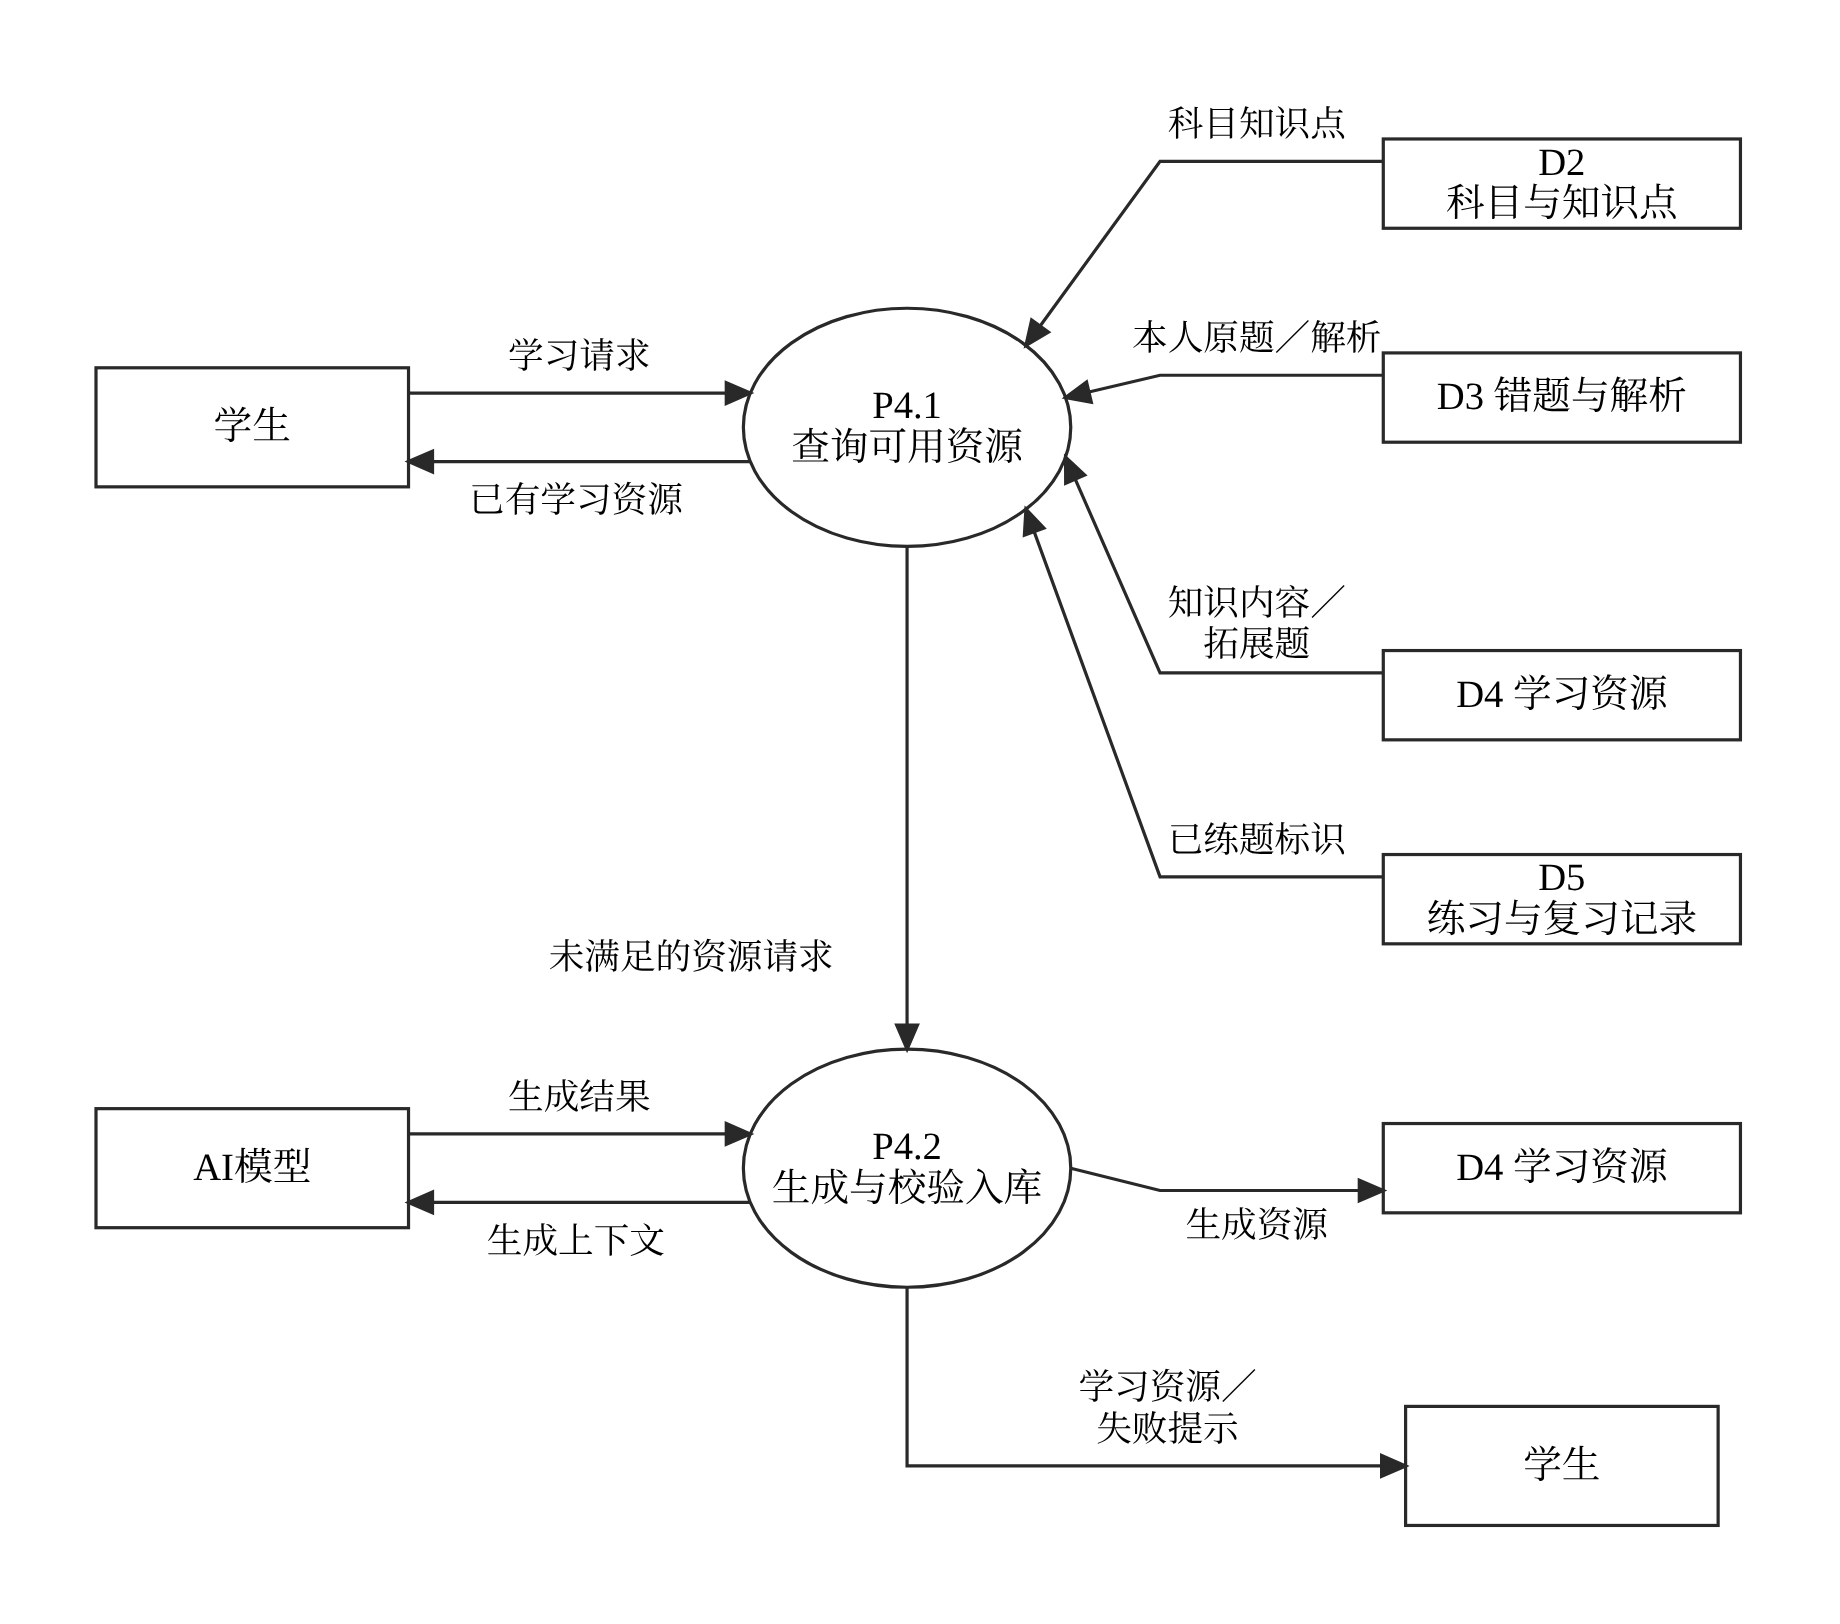 科目知识点
D2
科目与知识点
学习请求
本人原题／解析
学生
P4.1
查询可用资源
D3 错题与解析
已有学习资源
知识内容／
拓展题
D4 学习资源
已练题标识
D5
练习与复习记录
未满足的资源请求
生成结果
AI模型
P4.2
生成与校验入库
D4 学习资源
生成上下文
生成资源
学习资源／
失败提示
学生